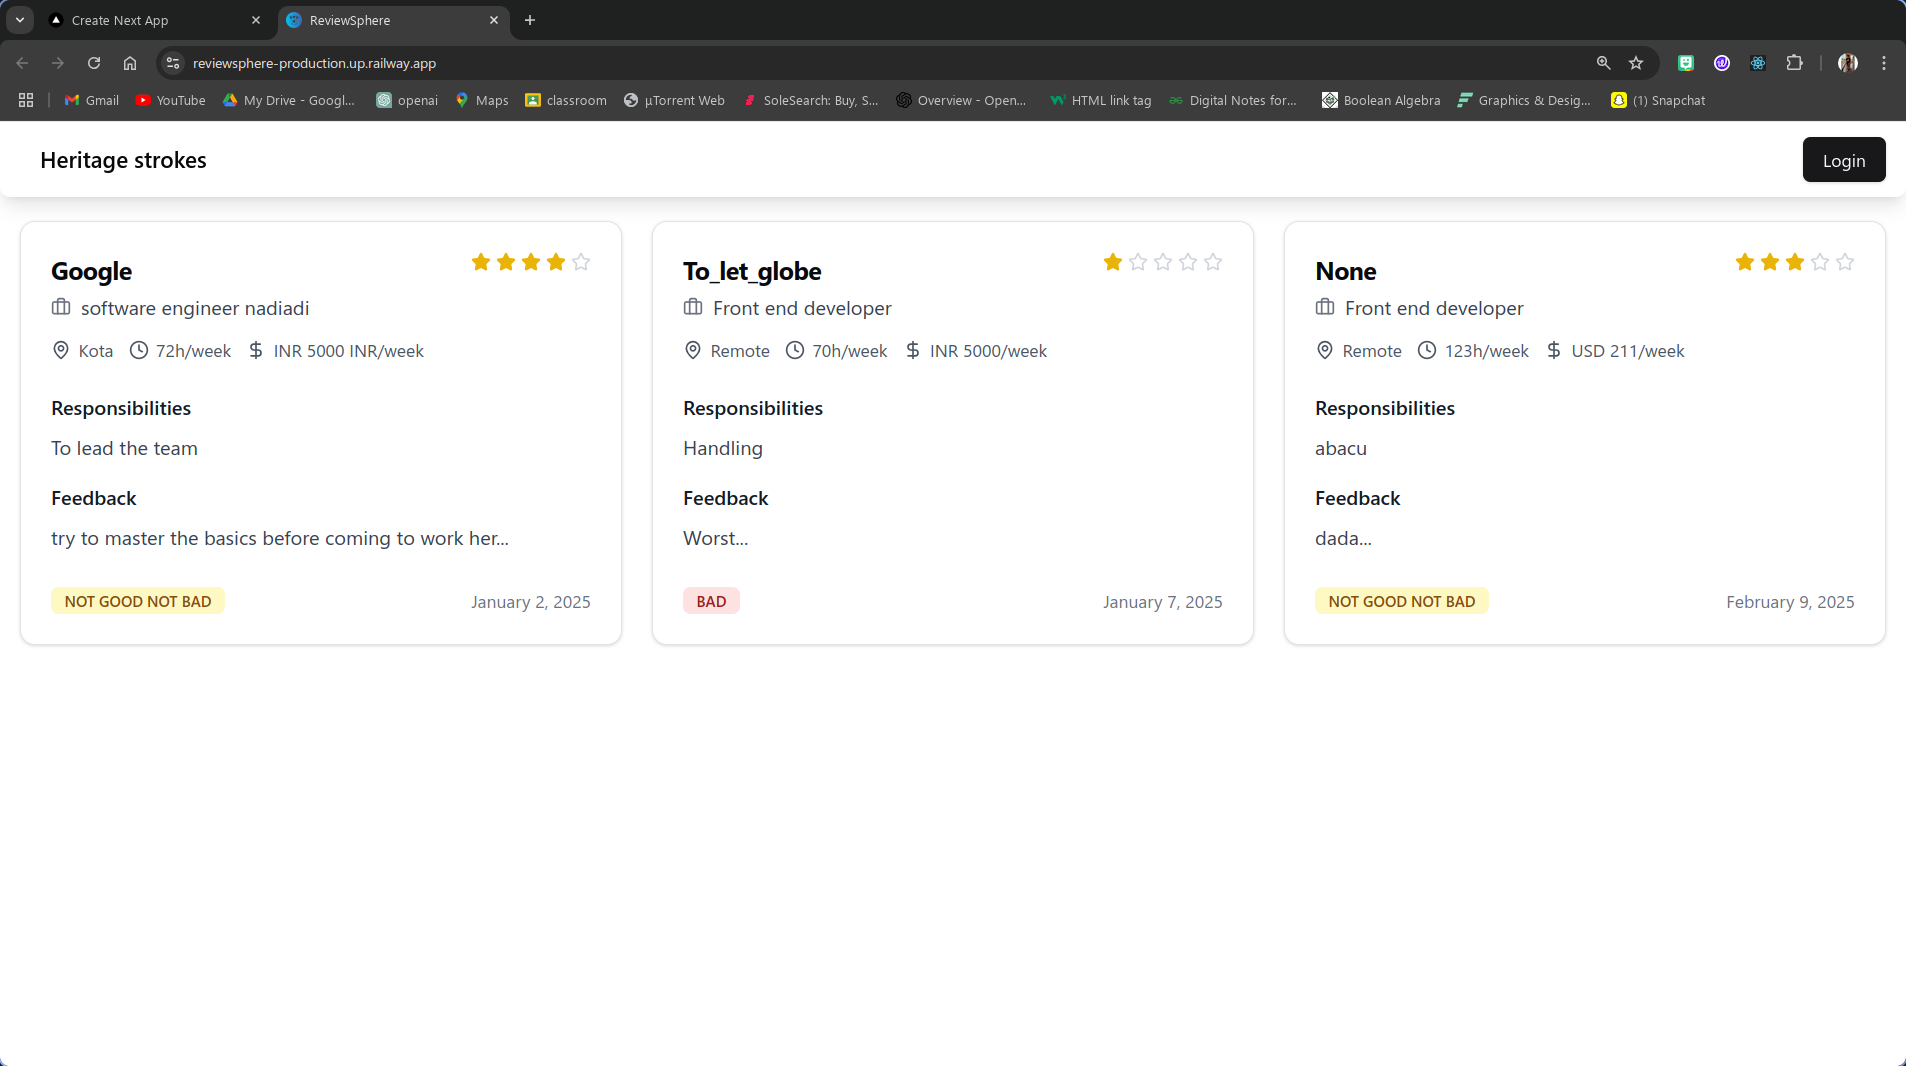 Create Next App
ReviewSphere
reviewsphere-production.up.railway.app
Gmail YouTube My Drive - Googl... openai Maps classroom µTorrent Web SoleSearch: Buy, S... Overview - Open... HTML link tag Digital Notes for... Boolean Algebra Graphics & Desig... (1) Snapchat
Heritage strokes
Login
Google
software engineer nadiadi
Kota 72h/week $ INR 5000 INR/week
Responsibilities
To lead the team
Feedback
try to master the basics before coming to work her...
NOT GOOD NOT BAD January 2, 2025
To_let_globe
Front end developer
Remote 70h/week $ INR 5000/week
Responsibilities
Handling
Feedback
Worst...
BAD January 7, 2025
None
Front end developer
Remote 123h/week $ USD 211/week
Responsibilities
abacu
Feedback
dada...
NOT GOOD NOT BAD February 9, 2025